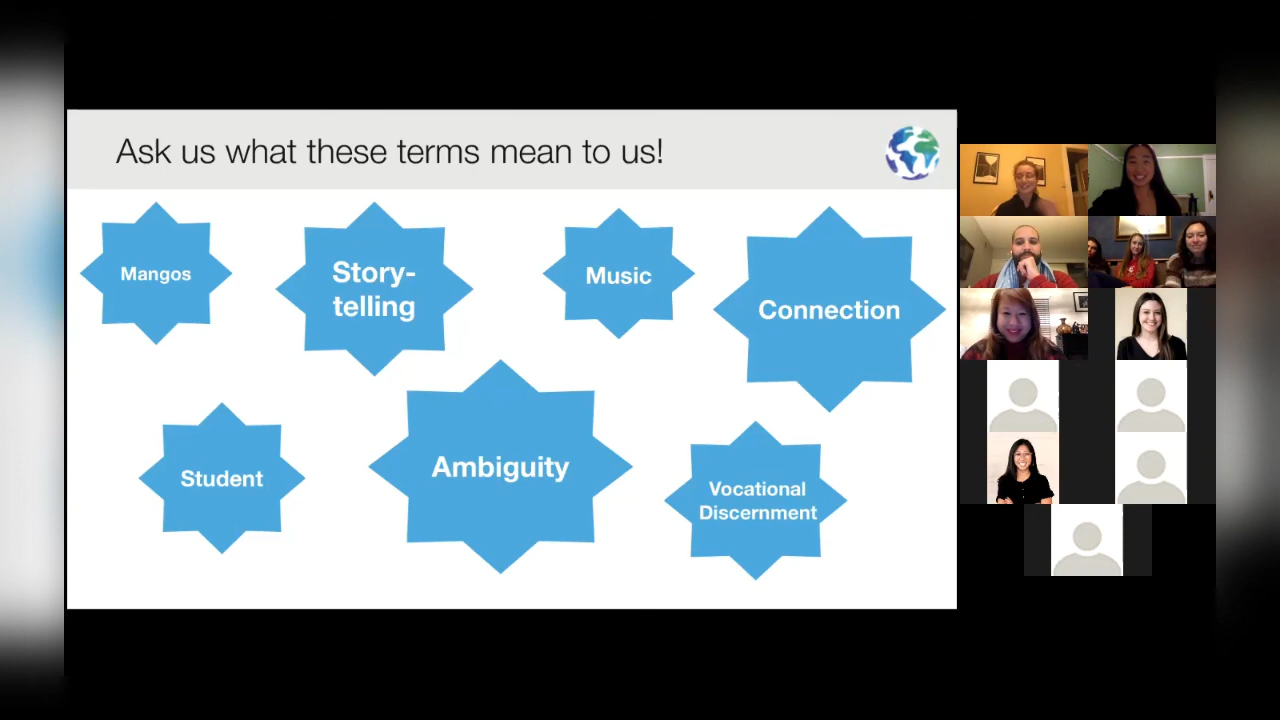 Ask us what these terms mean to us!
Mangos
Story-
telling
Music
Connection
Student
Ambiguity
Vocational
Discernment